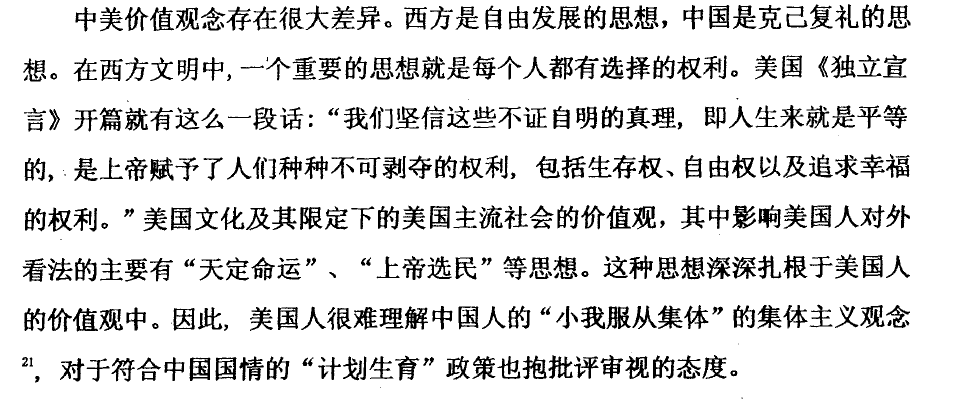 中美价值观念存在很大差异。西方是自由发展的思想，中国是克己复礼的思
想。在西方文明中,一个重要的思想就是每个人都有选择的权利。美国《独立宣
言》开篇就有这么一段话：“我们坚信这些不证自明的真理，即人生来就是平等
的，是上帝赋予了人们种种不可剥夺的权利，包括生存权、自由权以及追求幸福
的权利。”美国文化及其限定下的美国主流社会的价值观，其中影响美国人对外
看法的主要有“天定命运”、“上帝选民”等思想。这种思想深深扎根于美国人
的价值观中。因此，美国人很难理解中国人的“小我服从集体”的集体主义观念
21，对于符合中国国情的“计划生育”政策也抱批评审视的态度。